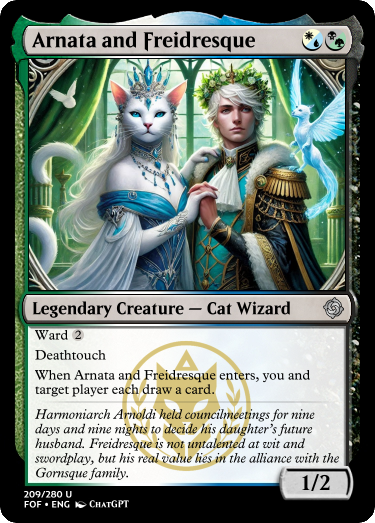 Arnata and Freidresque
Legendary Creature — Cat Wizard
Ward 2
Deathtouch
When Arnata and Freidresque enters, you and
target player each draw a card.
Harmoniarch Arnoldi held councilmeetings for nine
days and nine nights to decide his daughter's future
husband. Freidresque is not untalented at wit and
swordplay, but his real value lies in the alliance with the
Gornsque family.
1/2
209/280 U
FOF • ENG ChatGPT